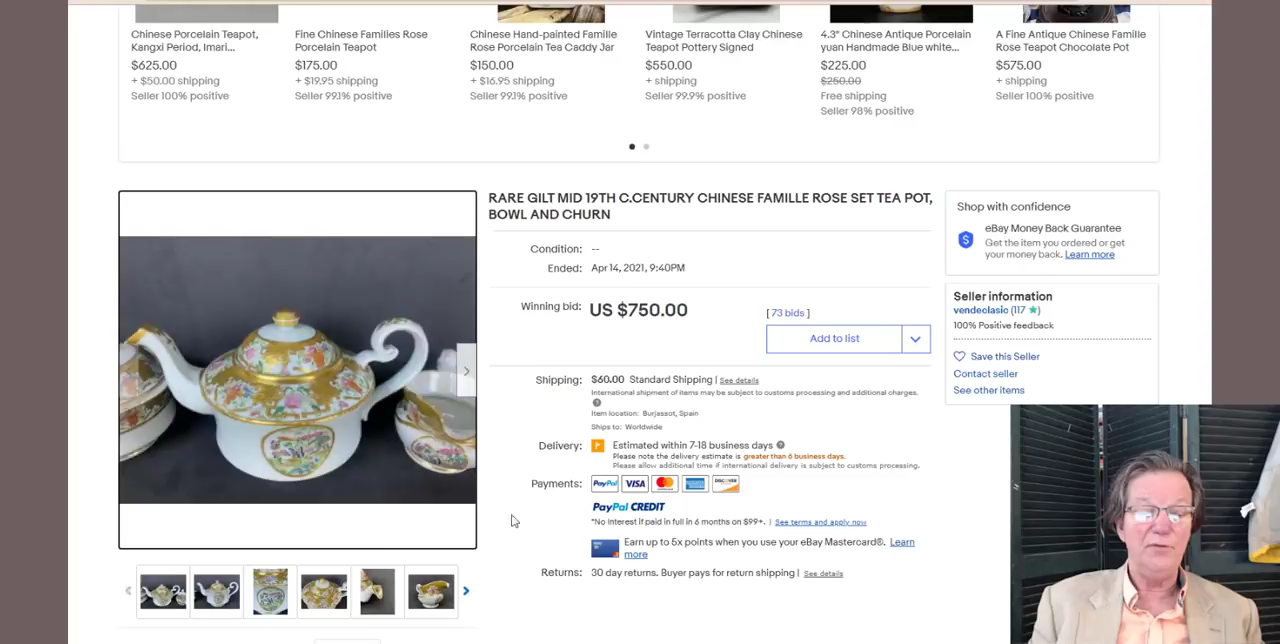 Chinese Porcelain Teapot,
Kangxi Period, Imari...
$625.00
+ $50.00 shipping
Seller 100% positive
Fine Chinese Families Rose
Porcelain Teapot
$175.00
+ $19.95 shipping
Seller 99.1% positive
Chinese Hand-painted Famille
Rose Porcelain Tea Caddy Jar
$150.00
+ $16.95 shipping
Seller 99.1% positive
Vintage Terracotta Clay Chinese
Teapot Pottery Signed
$550.00
+ shipping
Seller 99.9% positive
4.3" Chinese Antique Porcelain
yuan Handmade Blue white...
$225.00
$250.00
Free shipping
Seller 98% positive
A Fine Antique Chinese Famille
Rose Teapot Chocolate Pot
$575.00
+ shipping
Seller 100% positive
RARE GILT MID 19TH C.CENTURY CHINESE FAMILLE ROSE SET TEA POT,
BOWL AND CHURN
Condition: --
Ended: Apr 14, 2021, 9:40PM
Winning bid: US $750.00
[ 73 bids ]
Add to list
Shipping: $60.00 Standard Shipping | See details
International shipment of items may be subject to customs processing and additional charges.
Item location: Burjassot, Spain
Ships to: Worldwide
Delivery: Estimated within 7-18 business days
Please note the delivery estimate is greater than 6 business days.
Please allow additional time if international delivery is subject to customs processing.
Payments: PayPal VISA DISCOVER
PayPal CREDIT
*No Interest if paid in full in 6 months on $99+. | See terms and apply now
Earn up to 5x points when you use your eBay Mastercard®. Learn
more
Returns: 30 day returns. Buyer pays for return shipping | See details
Shop with confidence
eBay Money Back Guarantee
Get the item you ordered or get
your money back. Learn more
Seller information
vendeclasic (117)
100% Positive feedback
Save this Seller
Contact seller
See other items